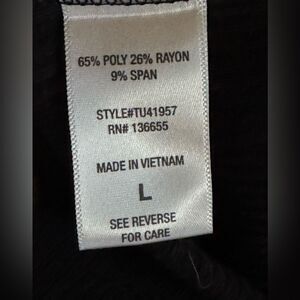 65% POLY 26% RAYON
9% SPAN
STYLE#TU41957
RN# 136655
MADE IN VIETNAM
L
SEE REVERSE
FOR CARE